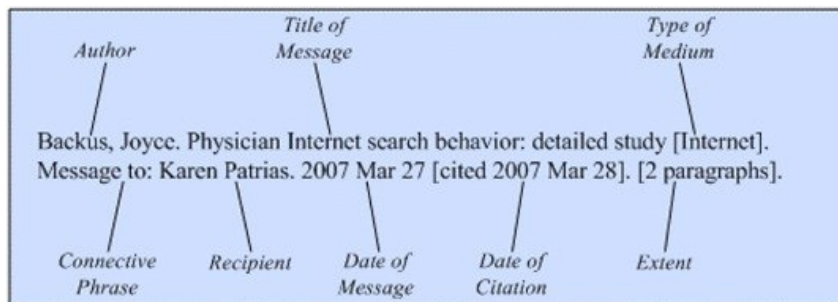 Author
Title of
Message
Type of
Medium
Backus, Joyce. Physician Internet search behavior: detailed study [Internet].
Message to: Karen Patrias. 2007 Mar 27 [cited 2007 Mar 28]. [2 paragraphs].
Connective
Phrase
Recipient
Date of
Message
Date of
Citation
Extent